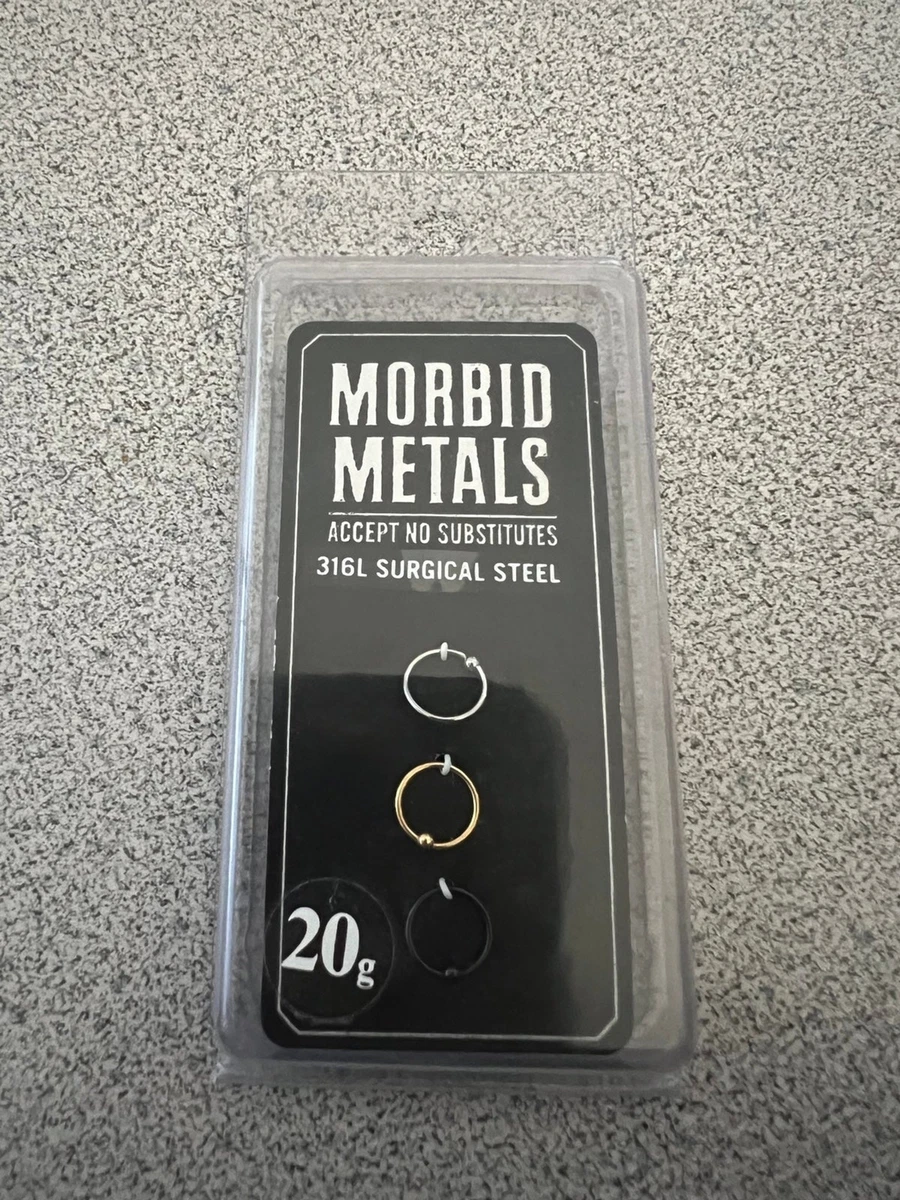 MORBID
METALS
ACCEPT NO SUBSTITUTES
316L SURGICAL STEEL
20g